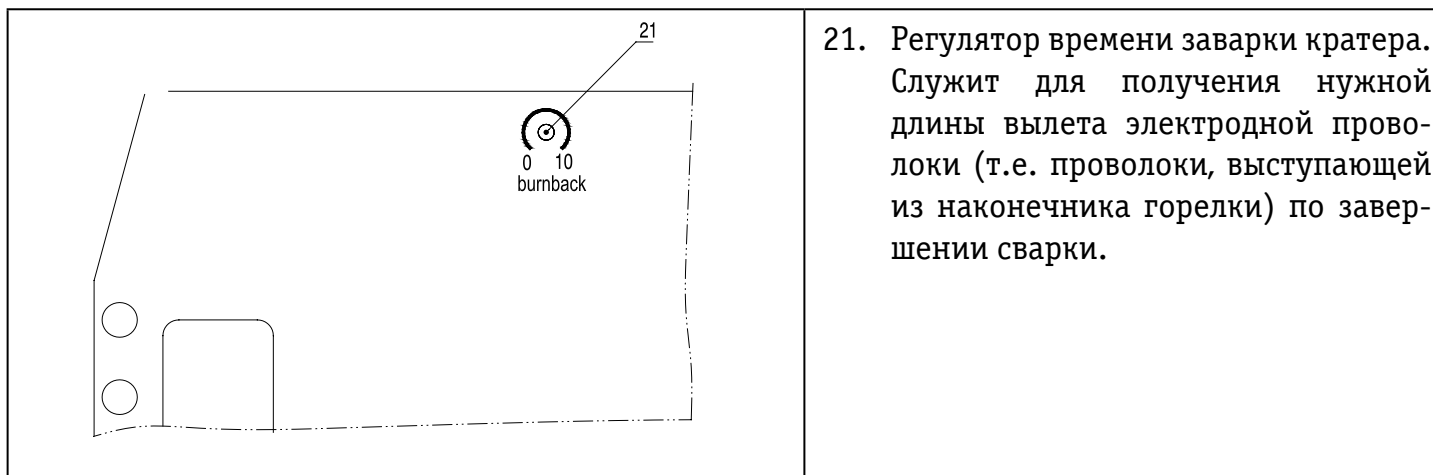 21
0 10
burnback
21. Регулятор времени заварки кратера.
Служит для получения нужной
длины вылета электродной прово-
локи (т.е. проволоки, выступающей
из наконечника горелки) по завер-
шении сварки.